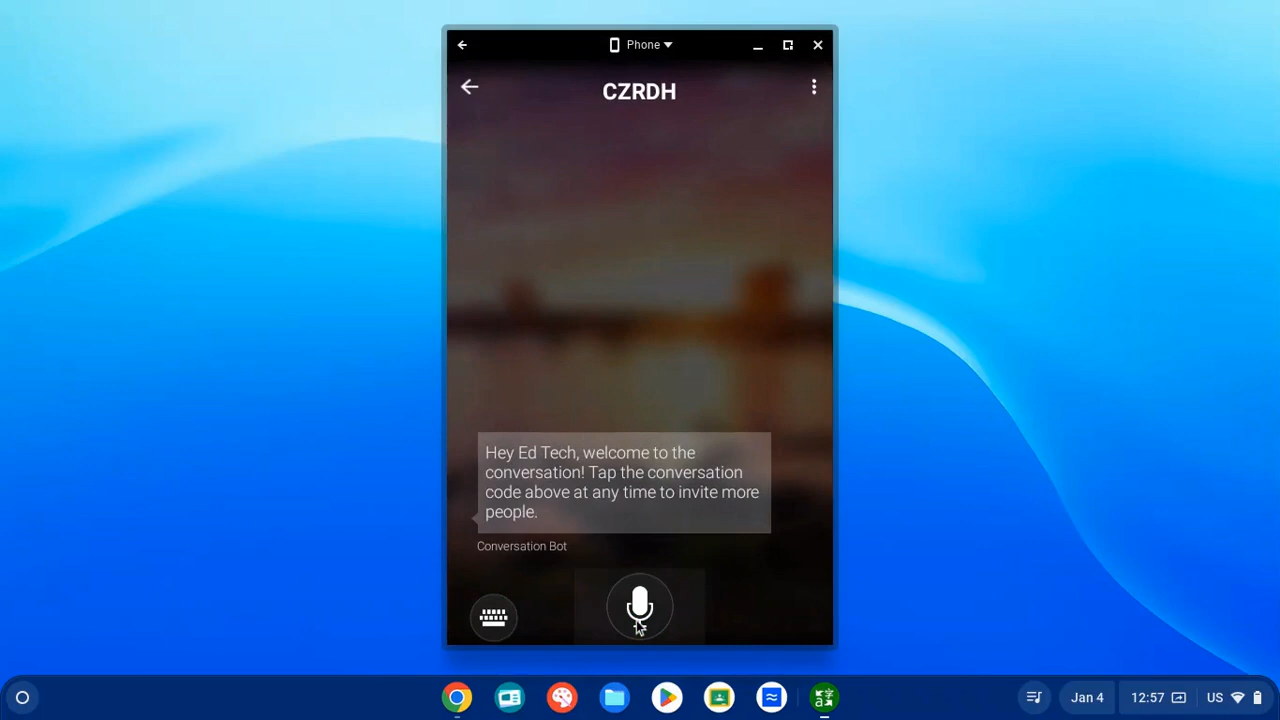 Phone
CZRDH
Hey Ed Tech, welcome to the
conversation! Tap the conversation
code above at any time to invite more
people.
Conversation Bot
Jan 4
12:57
US